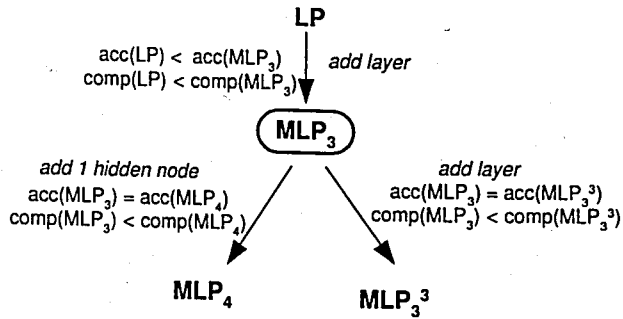 LP
acc(LP) < acc(MLP₃)
comp(LP) < comp(MLP₃)
add layer
MLP₃
add 1 hidden node
acc(MLP₃) = acc(MLP₄)
comp(MLP₃) < comp(MLP₄)
add layer
acc(MLP₃) = acc(MLP₃³)
comp(MLP₃) < comp(MLP₃³)
MLP₄
MLP₃³